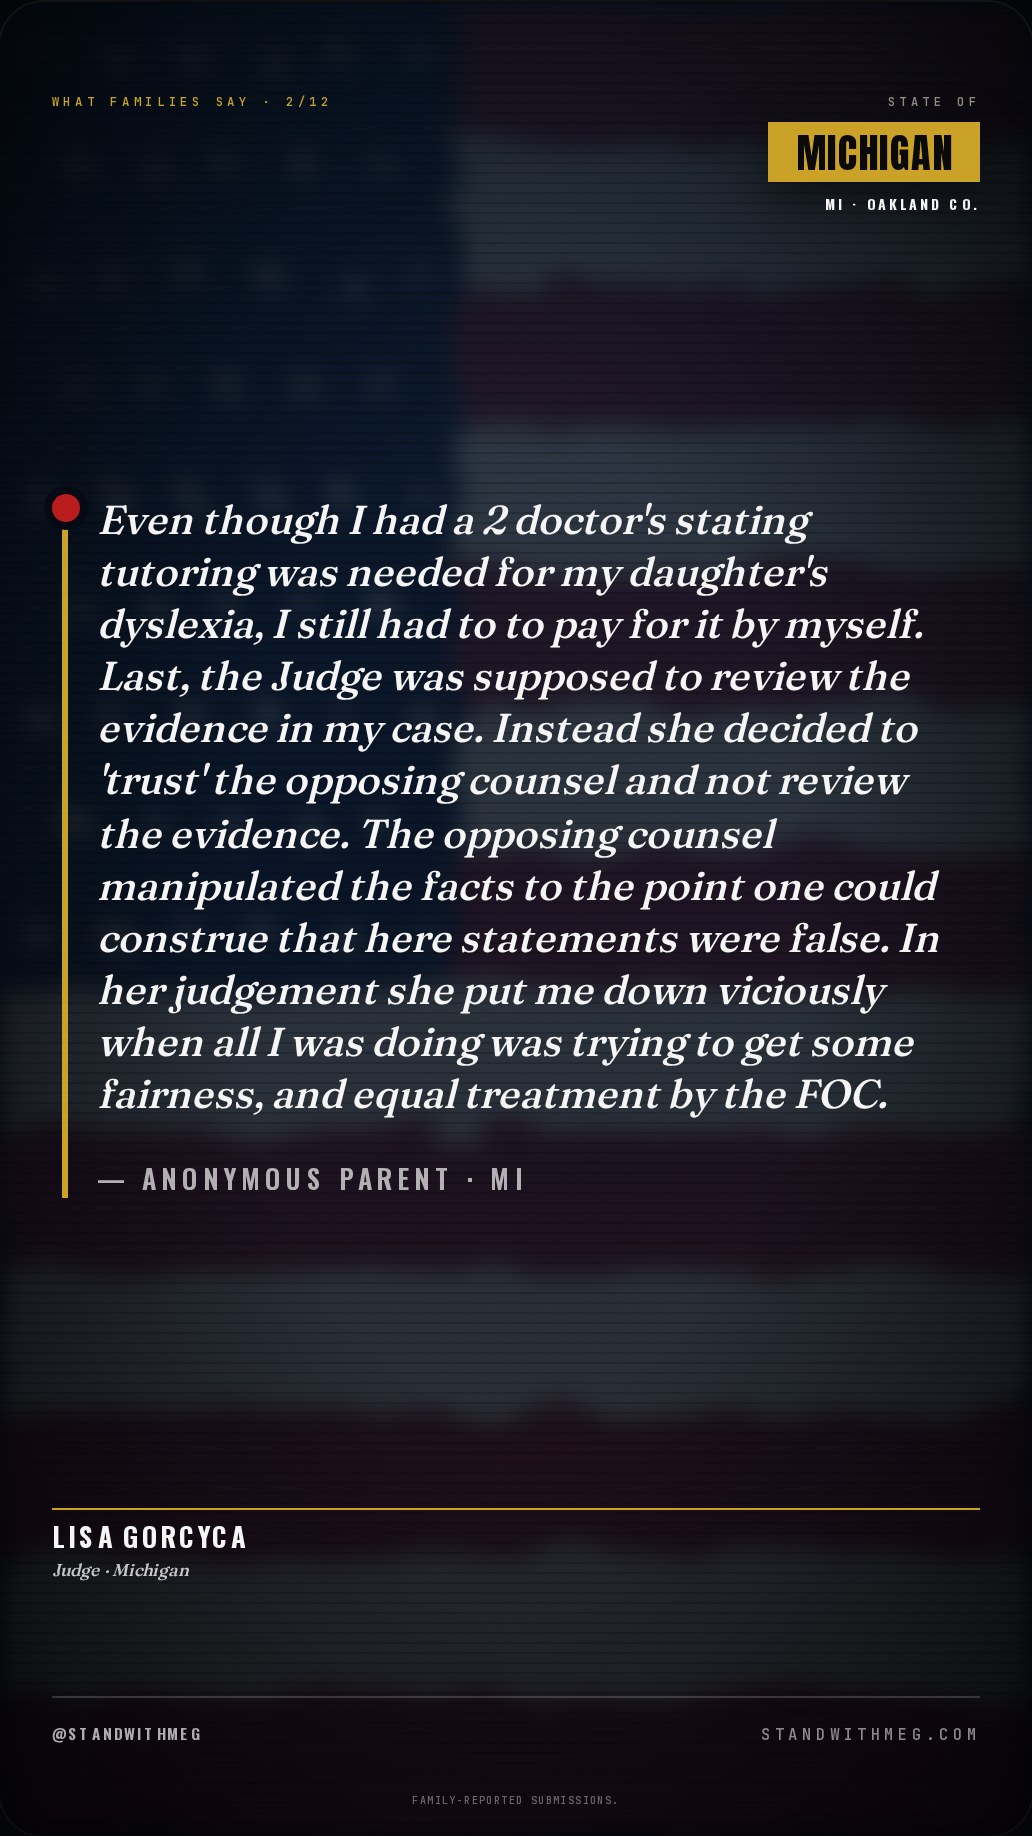 WHAT FAMILIES SAY · 2/12
STATE OF
MICHIGAN
MI · OAKLAND CO.
Even though I had a 2 doctor's stating
tutoring was needed for my daughter's
dyslexia, I still had to to pay for it by myself.
Last, the Judge was supposed to review the
evidence in my case. Instead she decided to
'trust' the opposing counsel and not review
the evidence. The opposing counsel
manipulated the facts to the point one could
construe that here statements were false. In
her judgement she put me down viciously
when all I was doing was trying to get some
fairness, and equal treatment by the FOC.
— ANONYMOUS PARENT · MI
LISA GORCYCA
Judge · Michigan
@STANDWITHMEG
STANDWITHMEG.COM
FAMILY-REPORTED SUBMISSIONS.